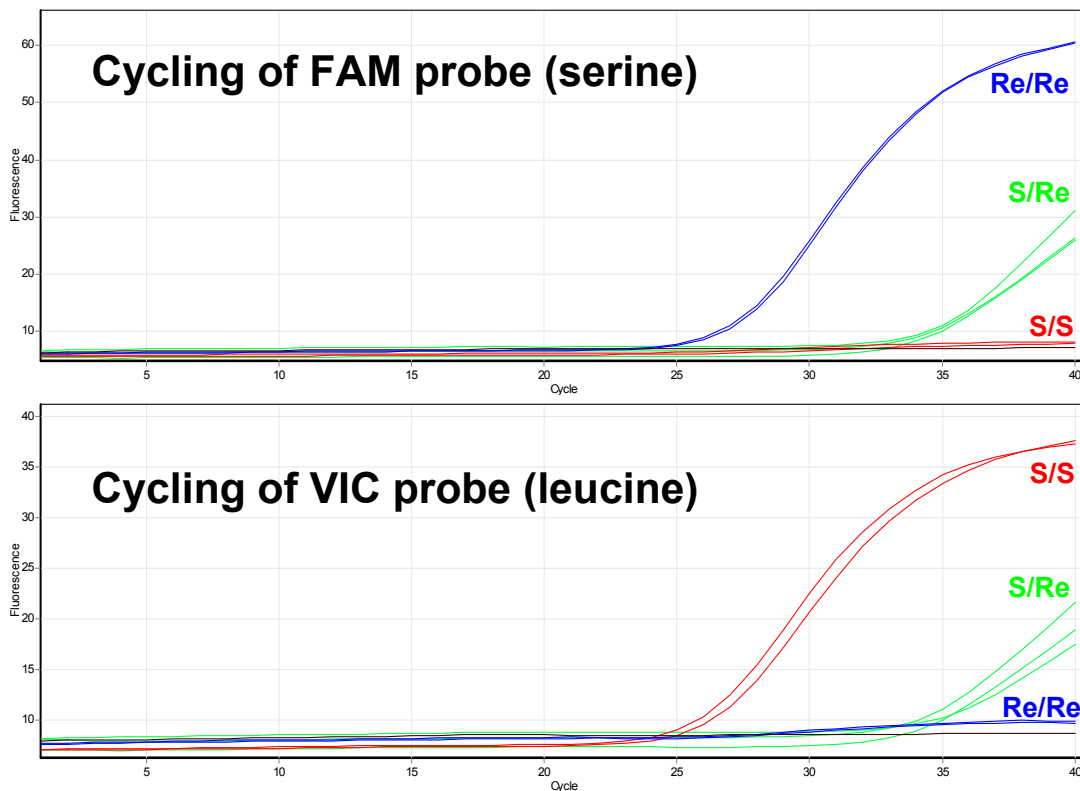 60
Cycling of FAM probe (serine)
Re/Re
50
40
Fluorescence
S/Re
30
20
S/S
10
5 10 15 20 25 30 35 40
Cycle
40
35
Cycling of VIC probe (leucine)
S/S
30
25
Fluorescence
S/Re
20
15
Re/Re
10
5 10 15 20 25 30 35 40
Cycle